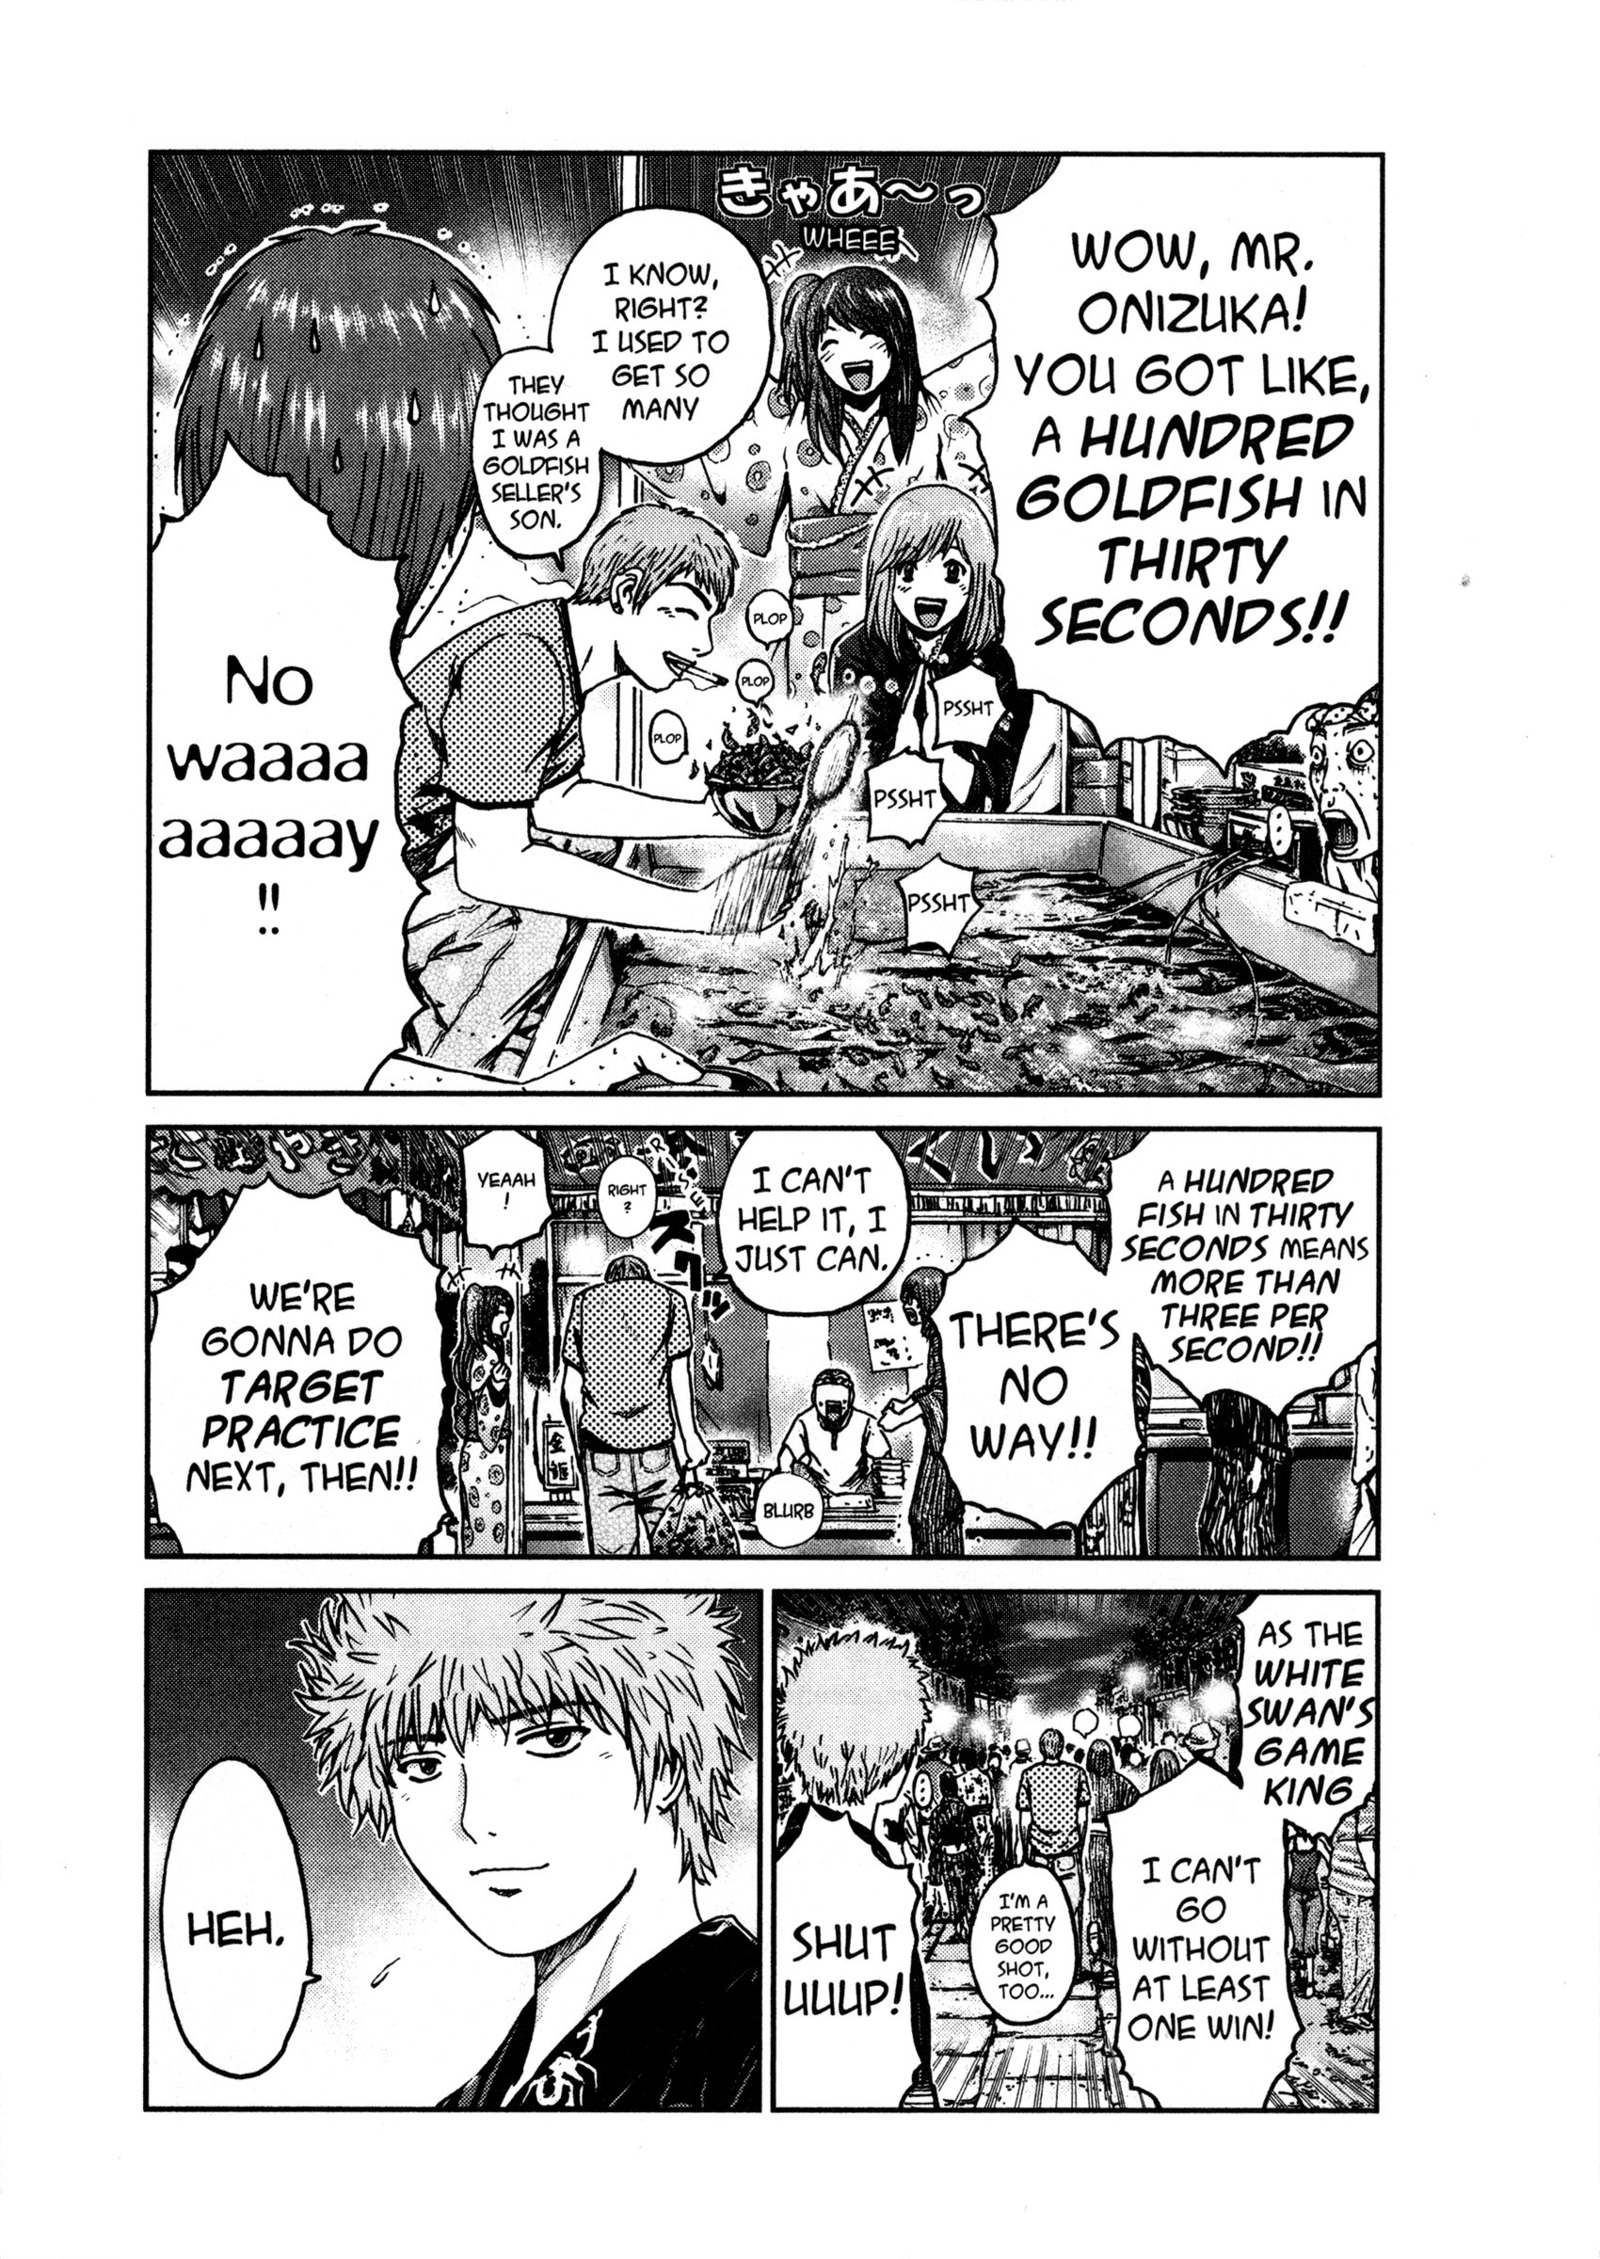 WOW, MR.
ONIZUKA!
YOU GOT LIKE,
A HUNDRED
GOLDFISH IN
THIRTY
SECONDS!!
きゃあ～っ
WHEEE
I KNOW,
RIGHT?
I USED TO
GET SO
MANY
THEY
THOUGHT
I WAS A
GOLDFISH
SELLER'S
SON.
PLOP
PLOP
PLOP
PSSHT
PSSHT
PSSHT
No
waaaa
aaaaay
!!
A HUNDRED
FISH IN THIRTY
SECONDS MEANS
MORE THAN
THREE PER
SECOND!!
THERE'S
NO
WAY!!
I CAN'T
HELP IT, I
JUST CAN.
BLURB
RISE
スクッ
RIGHT
?
YEAAH
!
WE'RE
GONNA DO
TARGET
PRACTICE
NEXT, THEN!!
AS THE
WHITE
SWAN'S
GAME
KING
I CAN'T
GO
WITHOUT
AT LEAST
ONE WIN!
I'M A
PRETTY
GOOD
SHOT,
TOO...
SHUT
UUUP!
HEH.